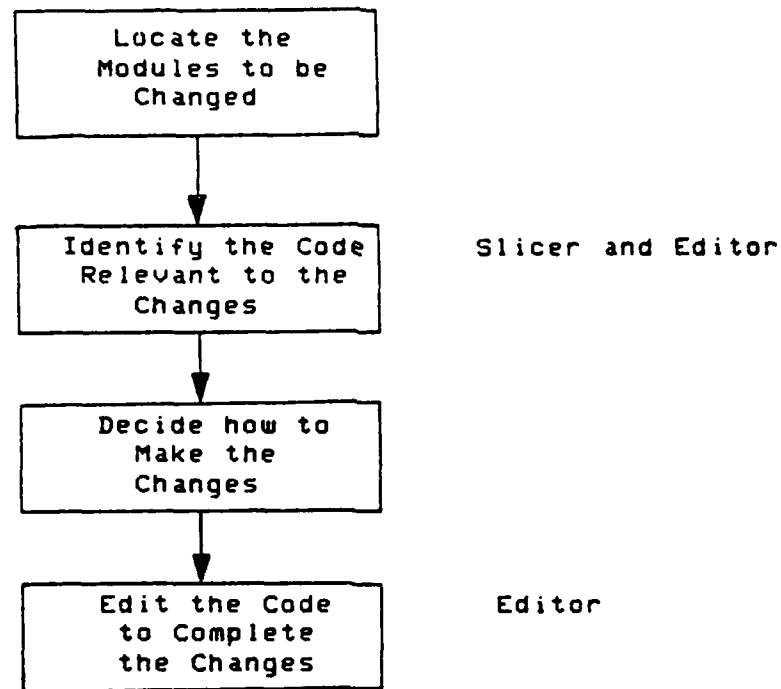 Locate the
Modules to be
Changed
Identify the Code
Relevant to the
Changes
Slicer and Editor
Decide how to
Make the
Changes
Edit the Code
to Complete
the Changes
Editor